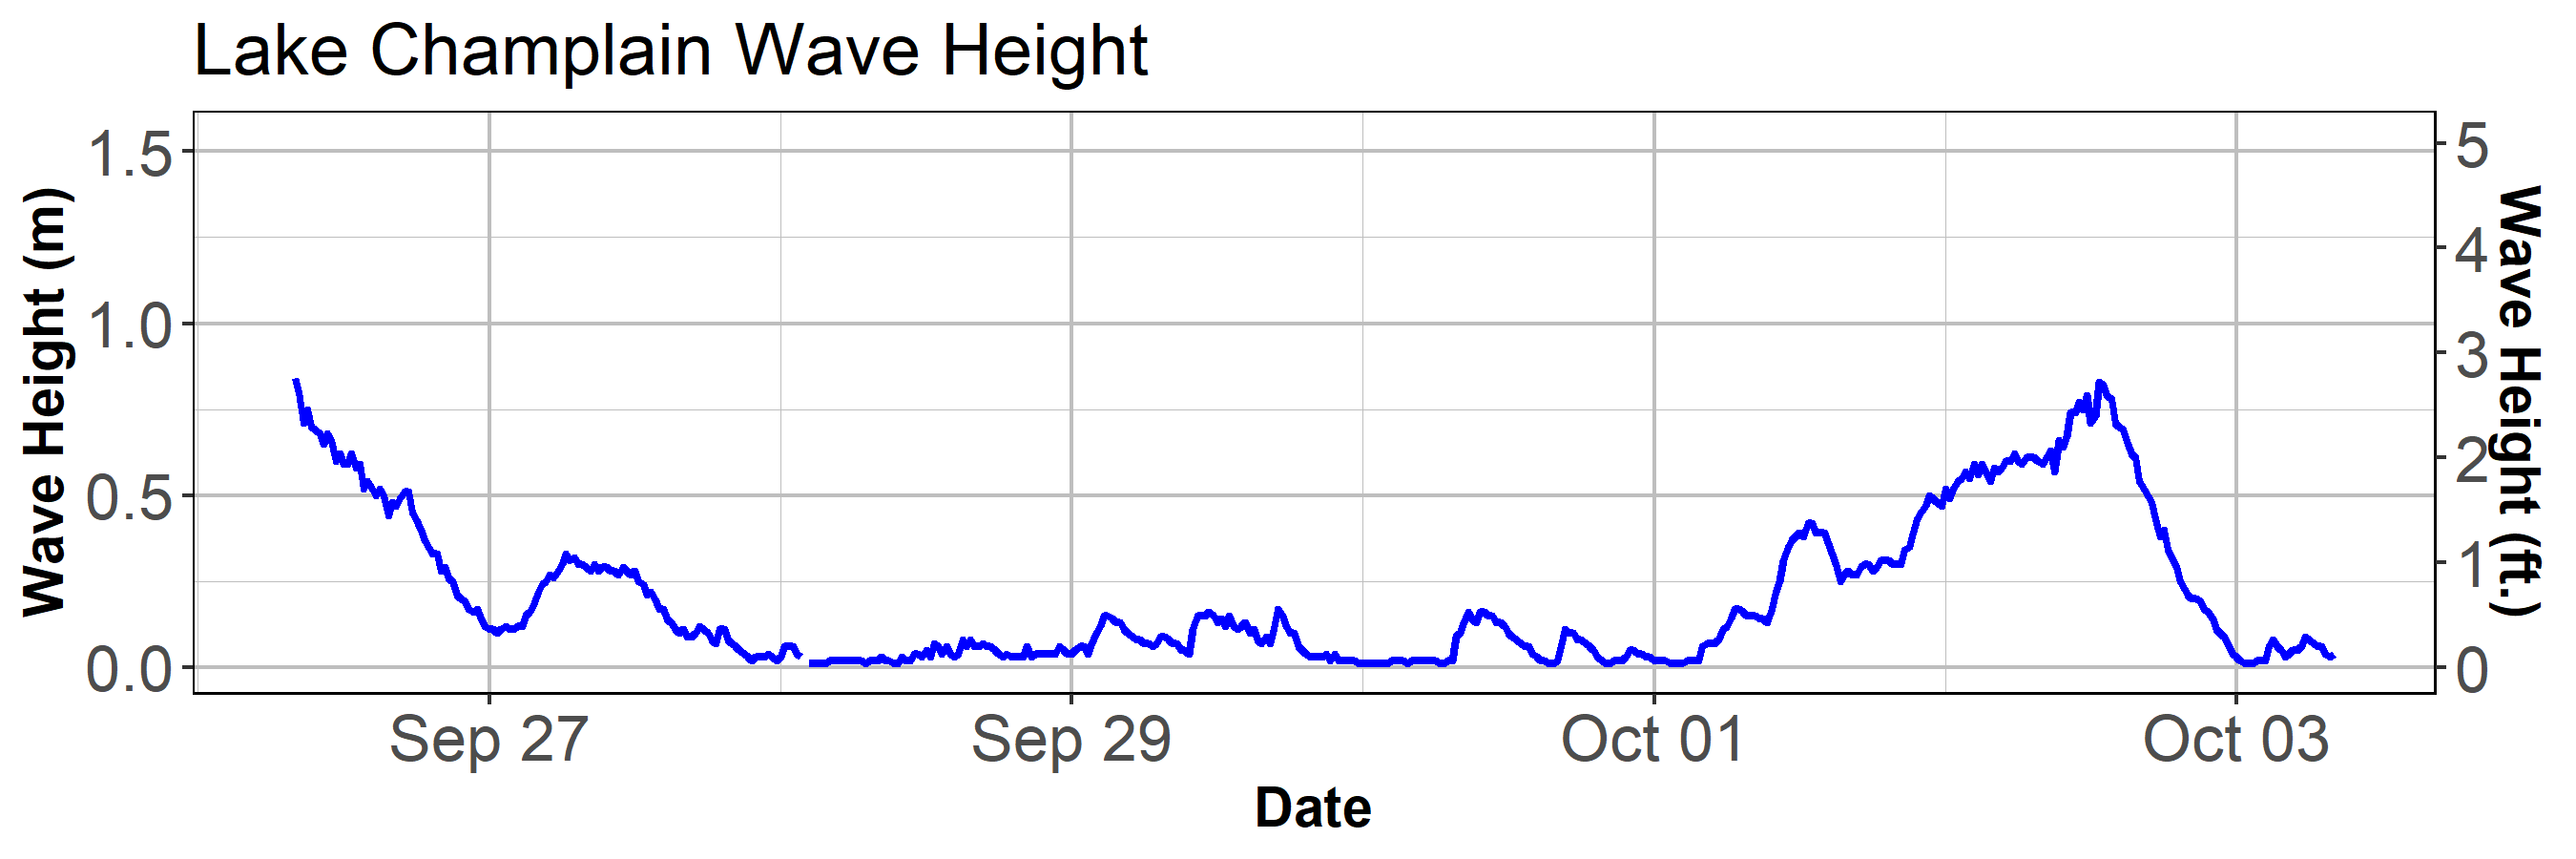 Lake Champlain Wave Height
Wave Height (m)
1.5
1.0
0.5
0.0
5
4
3
2
1
0
Wave Height (ft.)
Sep 27
Sep 29
Oct 01
Oct 03
Date